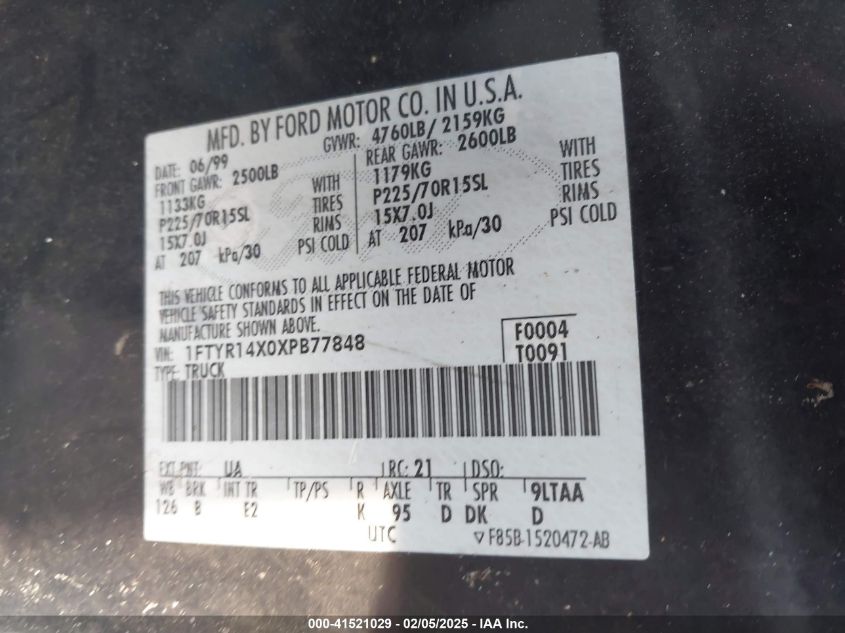 MFD. BY FORD MOTOR CO. IN U.S.A.
DATE: 06/99 GVWR: 4760LB/ 2159KG
FRONT GAWR: 2500LB REAR GAWR: 2600LB
1133KG WITH 1179KG WITH
P225/70R15SL TIRES P225/70R15SL TIRES
15X7.0J RIMS 15X7.0J RIMS
AT 207 kPa/30 PSI COLD AT 207 kPa/30 PSI COLD
THIS VEHICLE CONFORMS TO ALL APPLICABLE FEDERAL MOTOR
VEHICLE SAFETY STANDARDS IN EFFECT ON THE DATE OF
MANUFACTURE SHOWN ABOVE.
VIN: 1FTYR14X0XPB77848 F0004
TYPE: TRUCK T0091
EXT PNT: UA RC: 21 DSO:
WB BRK INT TR TP/PS R AXLE TR SPR 9LTAA
126 B E2 K 95 D DK D
UTC ▽F85B-1520472-AB
000-41521029 - 02/05/2025 - IAA Inc.